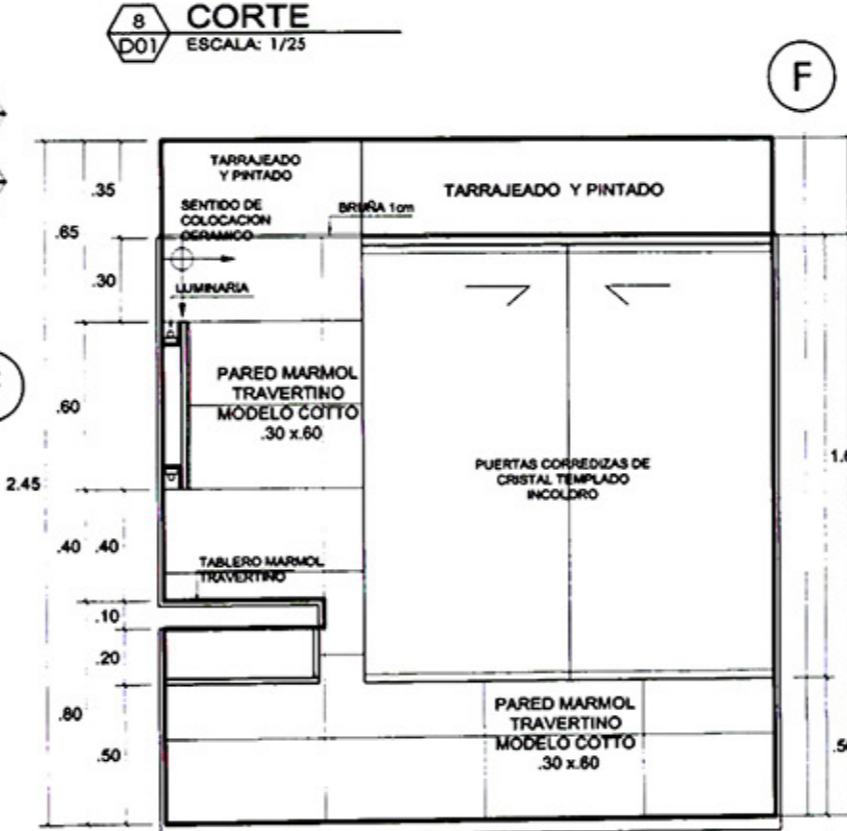 8
D01
CORTE
ESCALA: 1/25
F
TARRAJEADO
Y PINTADO
TARRAJEADO Y PINTADO
SENTIDO DE
COLOCACION
CERAMICO
BRUÑA 1cm
LUMINARIA
PARED MARMOL
TRAVERTINO
MODELO COTTO
.30 x.60
PUERTAS CORREDIZAS DE
CRISTAL TEMPLADO
INCOLORO
TABLERO MARMOL
TRAVERTINO
PARED MARMOL
TRAVERTINO
MODELO COTTO
.30 x.60
.35
.65
.30
.60
2.45
.40 .40
.10
.20
.80
.50